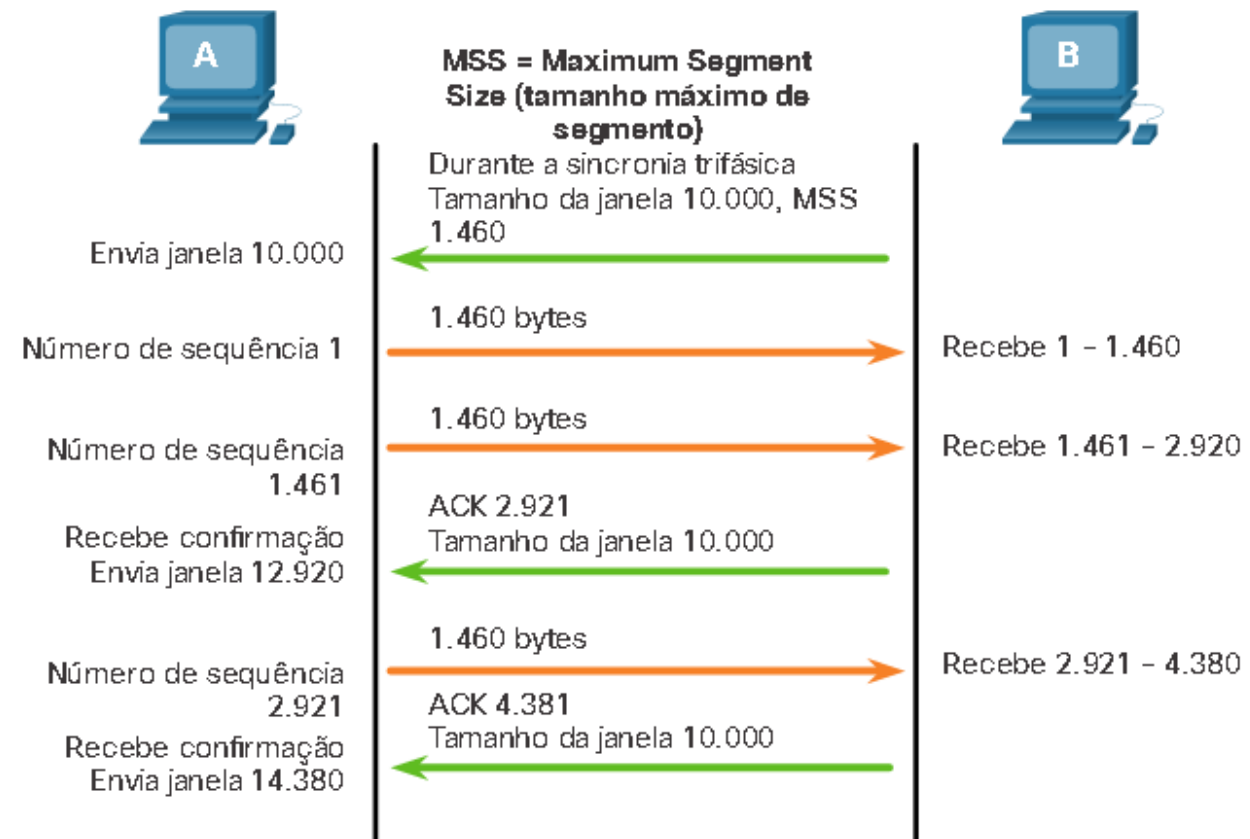 A
B
MSS = Maximum Segment
Size (tamanho máximo de
segmento)
Durante a sincronia trifásica
Tamanho da janela 10.000, MSS
1.460
Envia janela 10.000
1.460 bytes
Número de sequência 1
Recebe 1 – 1.460
1.460 bytes
Número de sequência
1.461
Recebe 1.461 – 2.920
ACK 2.921
Tamanho da janela 10.000
Recebe confirmação
Envia janela 12.920
1.460 bytes
Número de sequência
2.921
Recebe 2.921 – 4.380
ACK 4.381
Tamanho da janela 10.000
Recebe confirmação
Envia janela 14.380